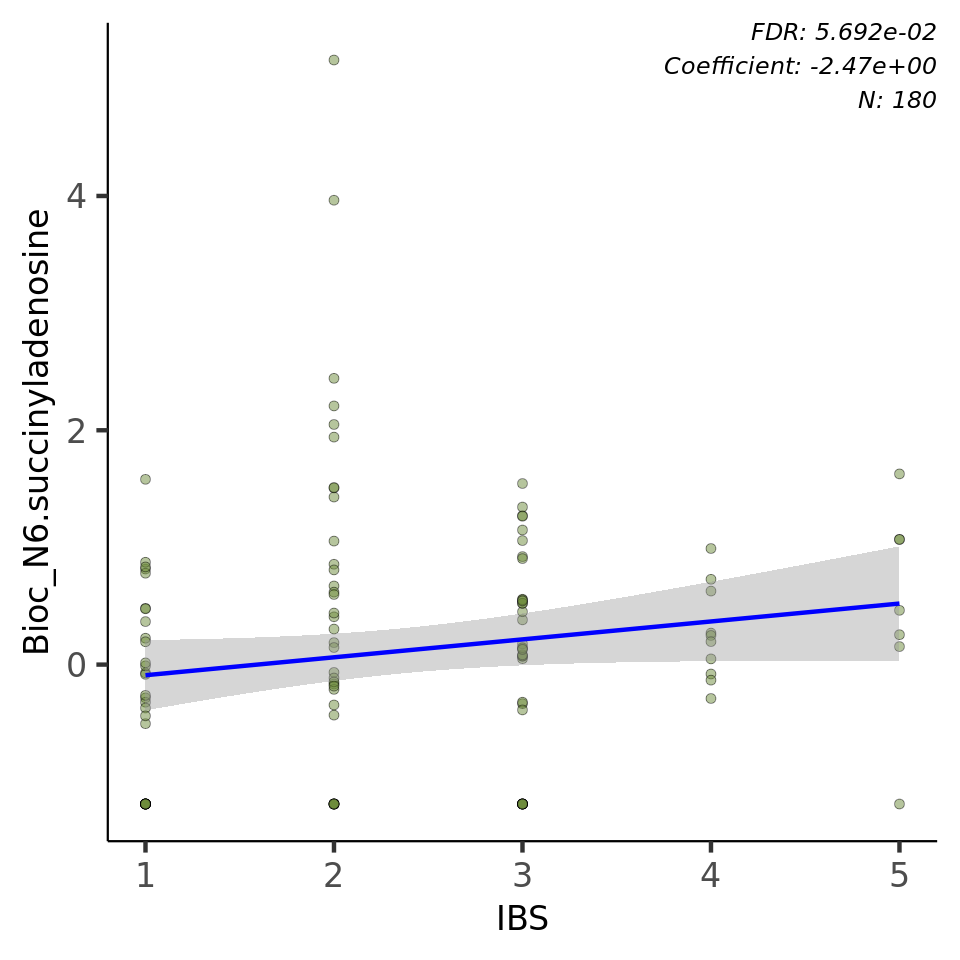 FDR: 5.692e-02
Coefficient: -2.47e+00
N: 180
Bioc_N6.succinyladenosine
4
2
0
1 2 3 4 5
IBS